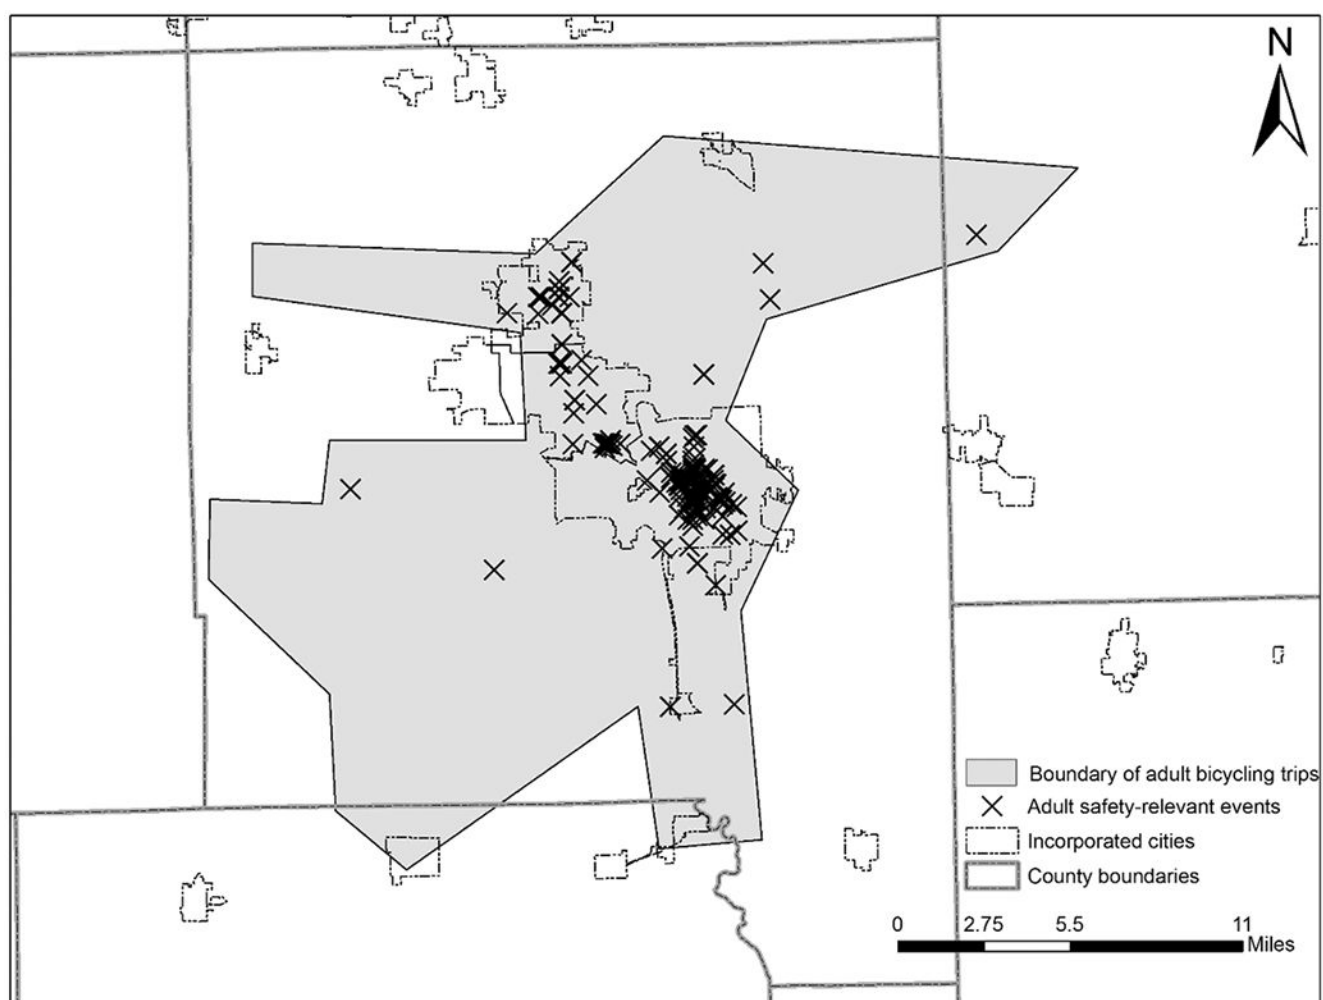 N
Boundary of adult bicycling trips
Adult safety-relevant events
Incorporated cities
County boundaries
0 2.75 5.5 11
Miles